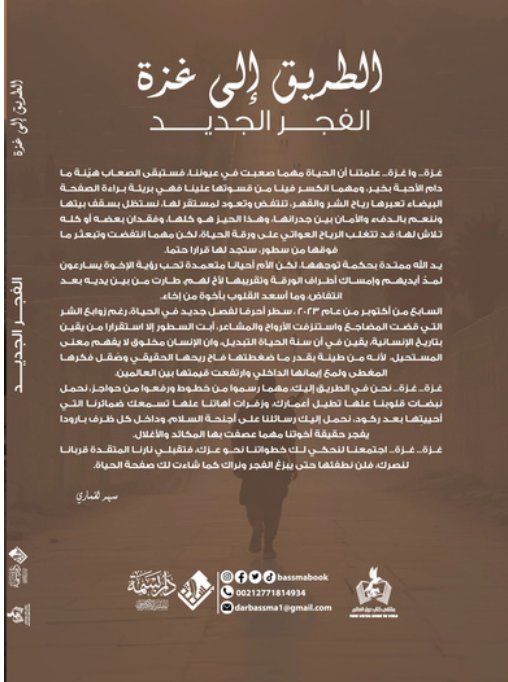 الطريق إلى غزة
الفجر الجديد
غزة.. وا غزة.. علمتنا أن الحياة مهما صعبت في عيوننا، فستبقى الصعاب هيّنة ما
دام الأحبة بخير، ومهما انكسر فينا من قسوتها علينا فهي بريئة براءة الصفحة
البيضاء تعبرها رياح الشر والقهر، تنتفض وتعود لمستقر لها، نستظل بسقف بيتها
وننعم بالدفء والأمان بين جدرانها، وهذا الحيز هو كلها، وفقدان بعضه أو كله
تلاش لها؛ قد تتغلب الرياح العواتي على ورقة الحياة، لكن مهما انتفضت وتبعثر ما
فوقها من سطور، ستجد لها قرارا حتما.
يد الله ممتدة بحكمة توجهها، لكن الأم أحيانا متعمدة تحب رؤية الإخوة يسارعون
لمدّ أيديهم وإمساك أطراف الورقة وتقريبها لأخ لهم، طارت من بين يديه بعد
انتفاض، وما أسعد القلوب بأخوة من إخاء.
السابع من أكتوبر من عام ٢٠٢٣، سطر أحرفا لفصل جديد في الحياة، رغم زوابع الشر
التي قضت المضاجع واستنزفت الأرواح والمشاعر، أبت السطور إلا استقرارا من يقين
بتاريخ الإنسانية، يقين في أن سنة الحياة التبديل، وان الإنسان مخلوق لا يفهم معنى
المستحيل، لأنه من طينة بقدر ما ضغطتها فاح ريحها الحقيقي وصُقل فكرها
المغطى ولمع إيمانها الداخلي وارتفعت قيمتها بين العالمين.
غزة.. غزة.. نحن في الطريق إليك، مهما رسموا من خطوط ورفعوا من حواجز، نحمل
نبضات قلوبنا علها تطيل أعمارك، وزفرات آهاتنا علها تسمعك ضمائرنا التي
أحييتها بعد ركود، نحمل إليك رسائلنا على أجنحة السلام، وداخل كل ظرف بارودا
يفجر حقيقة أخوتنا مهما عصفت بها المكائد والأغلال.
غزة.. غزة.. اجتمعنا لنحكي لك خطواتنا نحو عزك، فتقبلي نارنا المتقدة قربانا
لنصرك، فلن نطفئها حتى يبزغ الفجر ونراك كما شاءت لك صفحة الحياة.
سهر لقماري
bassmabook
00212771814934
darbassma1@gmail.com
دار بسمة
ملتقى كتاب حول العالم
الطريق إلى غزة
الفجر الجديد